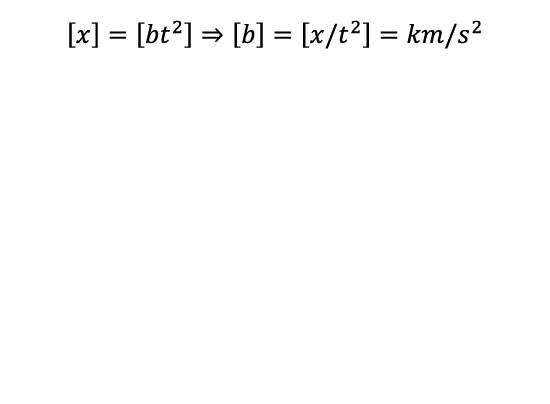 [x] = [bt²] ⇒ [b] = [x/t²] = km/s²